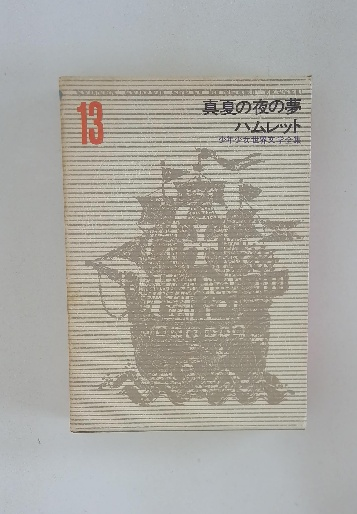 13
真夏の夜の夢
ハムレット
少年少女世界文学全集